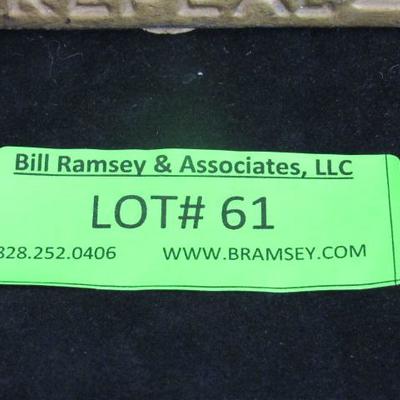 Bill Ramsey & Associates, LLC
LOT# 61
828.252.0406 WWW.BRAMSEY.COM